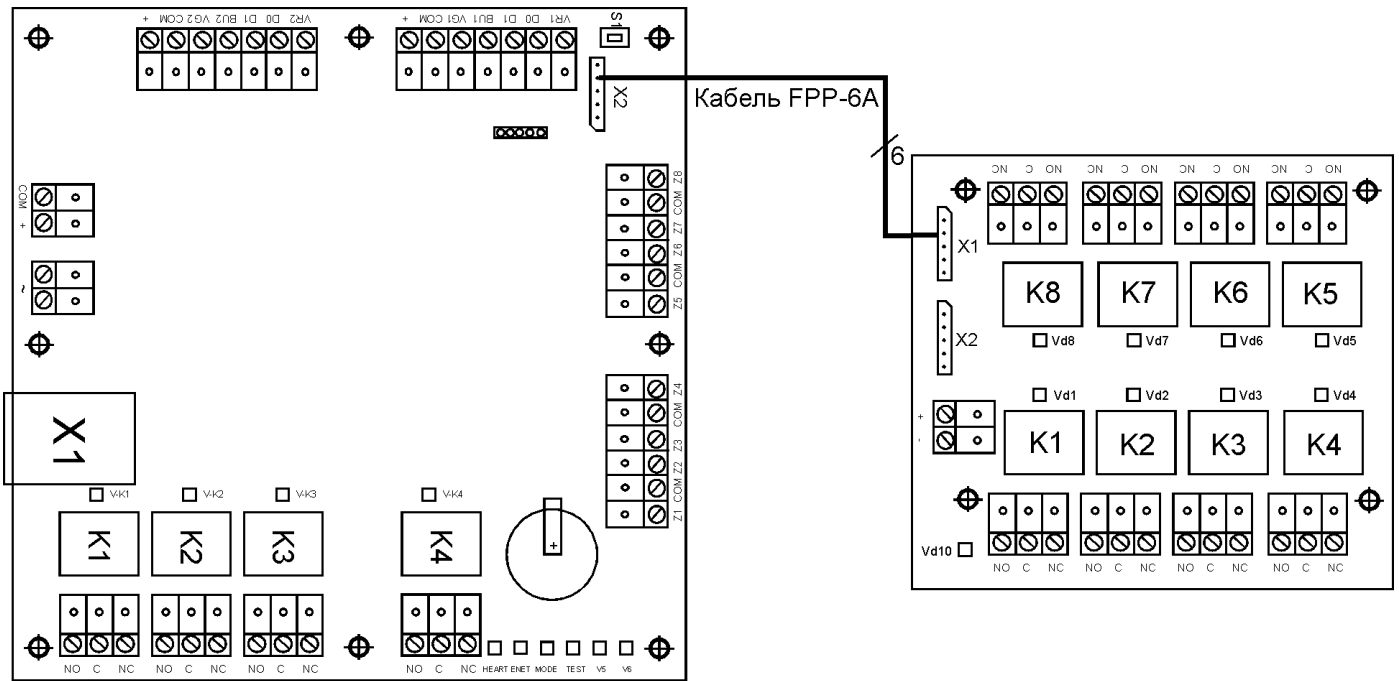 + COM VG2 BU2 D1 D0 VR2
+ COM VG1 BU1 D1 D0 VR1
S1
X2
Кабель FPP-6A
6
COM
+
~
Z8
COM
Z7
Z6
COM
Z5
Z4
COM
Z3
Z2
COM
Z1
X1
V-K1 V-K2 V-K3 V-K4
K1 K2 K3 K4
+
NO C NC NO C NC NO C NC NO C NC
HEART ENET MODE TEST V5 V6
NC C NO NC C NO NC C NO NC C NO
X1
K8 K7 K6 K5
X2
Vd8 Vd7 Vd6 Vd5
Vd1 Vd2 Vd3 Vd4
+
-
K1 K2 K3 K4
Vd10
NO C NC NO C NC NO C NC NO C NC